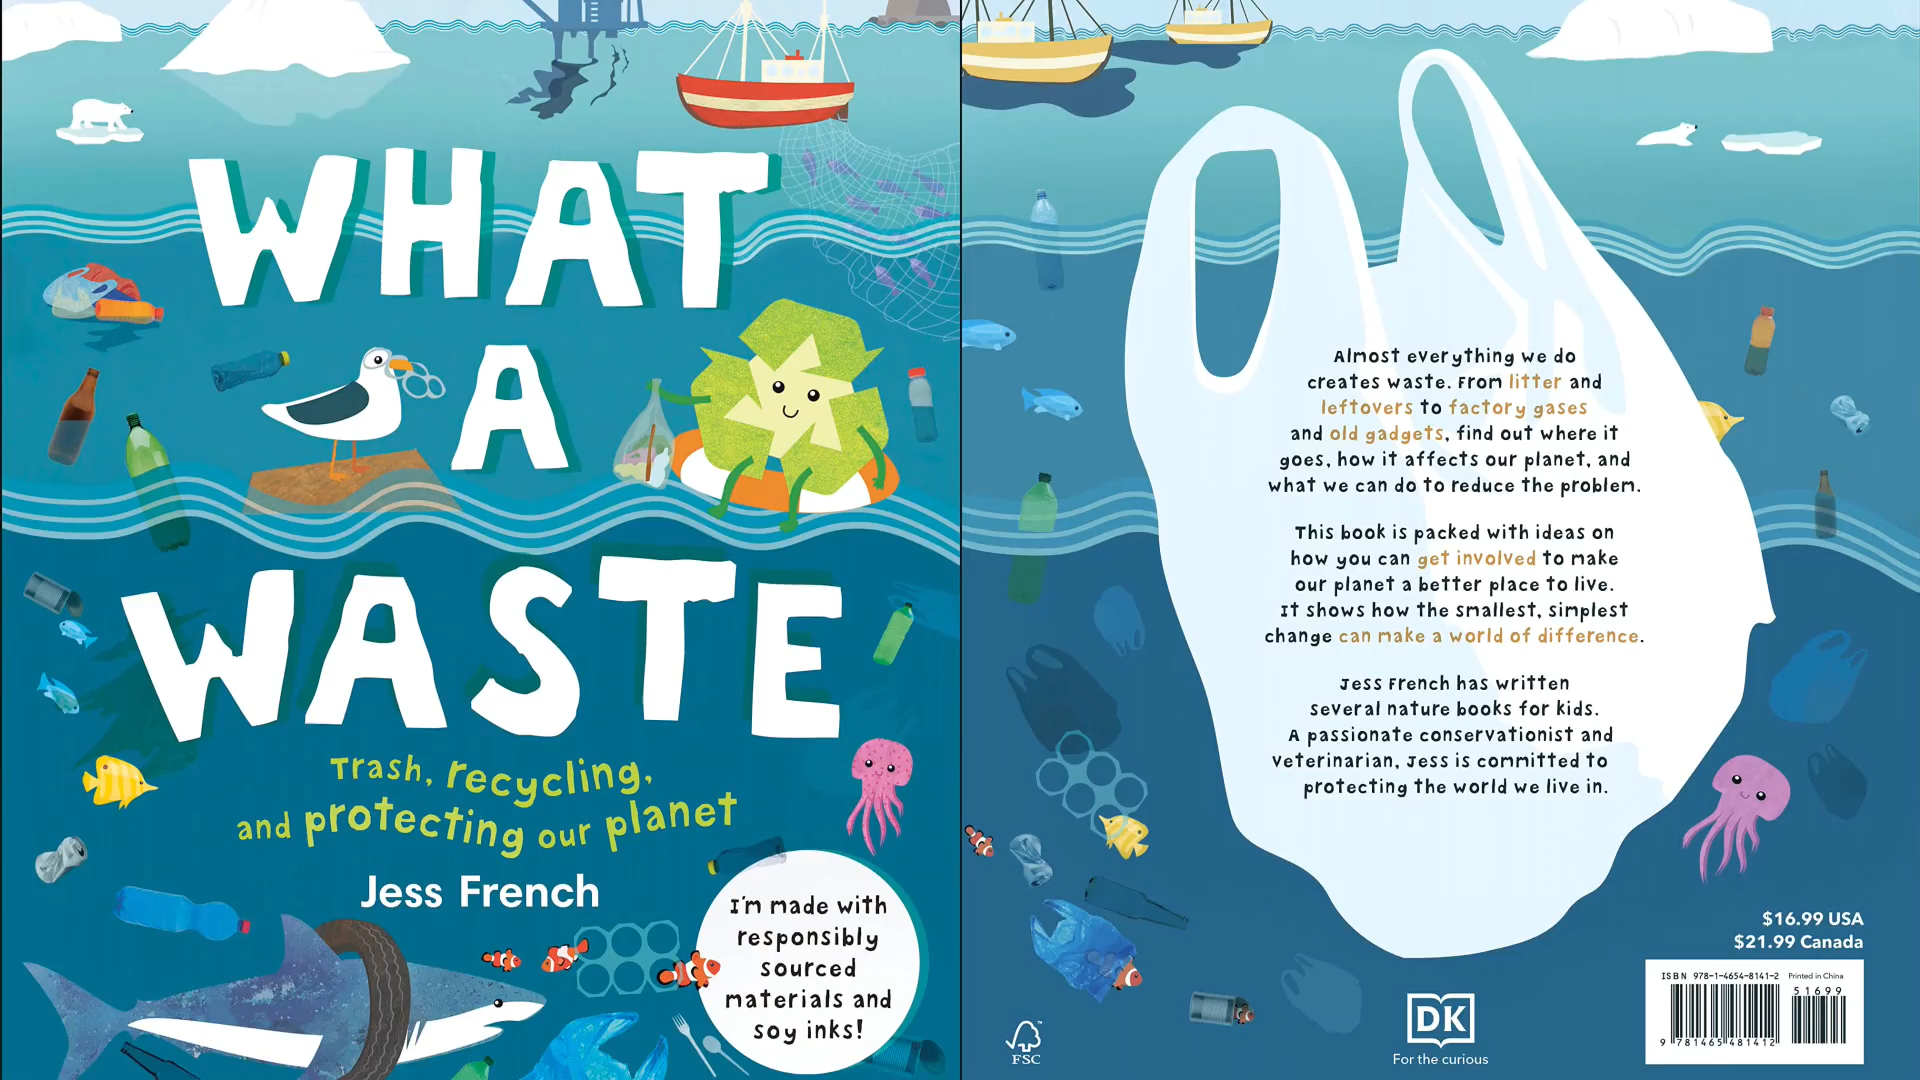 WHAT
A
WASTE
Trash, recycling,
and protecting our planet
Jess French
I'm made with
responsibly
sourced
materials and
soy inks!
Almost everything we do
creates waste. From litter and
leftovers to factory gases
and old gadgets, find out where it
goes, how it affects our planet, and
what we can do to reduce the problem.
This book is packed with ideas on
how you can get involved to make
our planet a better place to live.
It shows how the smallest, simplest
change can make a world of difference.
Jess French has written
several nature books for kids.
A passionate conservationist and
veterinarian, Jess is committed to
protecting the world we live in.
$16.99 USA
$21.99 Canada
ISBN 978-1-4654-8141-2 Printed in China
51699
9 781465 481412
FSC™
DK
For the curious